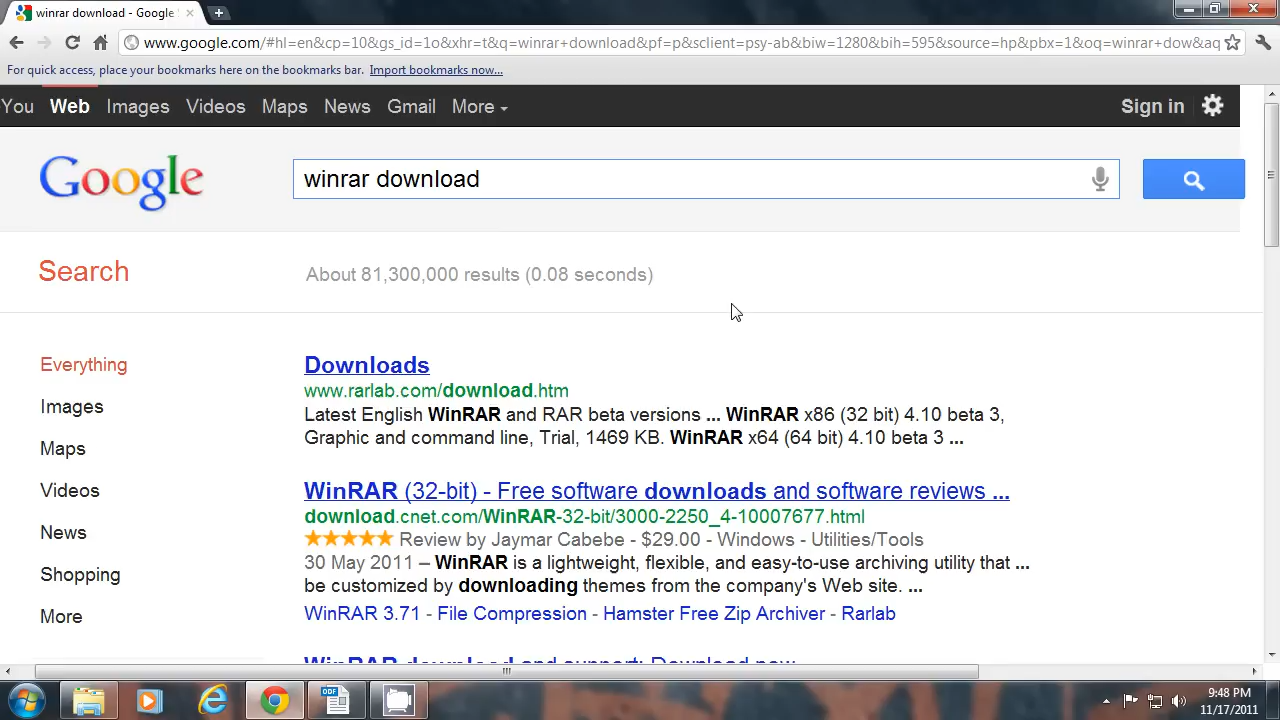 winrar download - Google
www.google.com/#hl=en&cp=10&gs_id=1o&xhr=t&q=winrar+download&pf=p&sclient=psy-ab&biw=1280&bih=595&source=hp&pbx=1&oq=winrar+dow&aq
For quick access, place your bookmarks here on the bookmarks bar. Import bookmarks now...
You Web Images Videos Maps News Gmail More Sign in
Google winrar download
Search About 81,300,000 results (0.08 seconds)
Everything
Images
Maps
Videos
News
Shopping
More
Downloads
www.rarlab.com/download.htm
Latest English WinRAR and RAR beta versions ... WinRAR x86 (32 bit) 4.10 beta 3,
Graphic and command line, Trial, 1469 KB. WinRAR x64 (64 bit) 4.10 beta 3 ...
WinRAR (32-bit) - Free software downloads and software reviews ...
download.cnet.com/WinRAR-32-bit/3000-2250_4-10007677.html
Review by Jaymar Cabebe - $29.00 - Windows - Utilities/Tools
30 May 2011 – WinRAR is a lightweight, flexible, and easy-to-use archiving utility that ...
be customized by downloading themes from the company's Web site. ...
WinRAR 3.71 - File Compression - Hamster Free Zip Archiver - Rarlab
WinRAR download and support: Download now
ODF
9:48 PM
11/17/2011